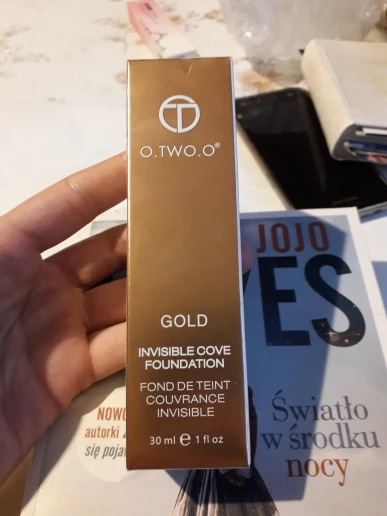 O.TWO.O®
GOLD
INVISIBLE COVE
FOUNDATION
FOND DE TEINT
COUVRANCE
INVISIBLE
30 ml e 1 fl oz
JOJO
ES
NOWO
autorki
się poja
Światło
w środku
nocy